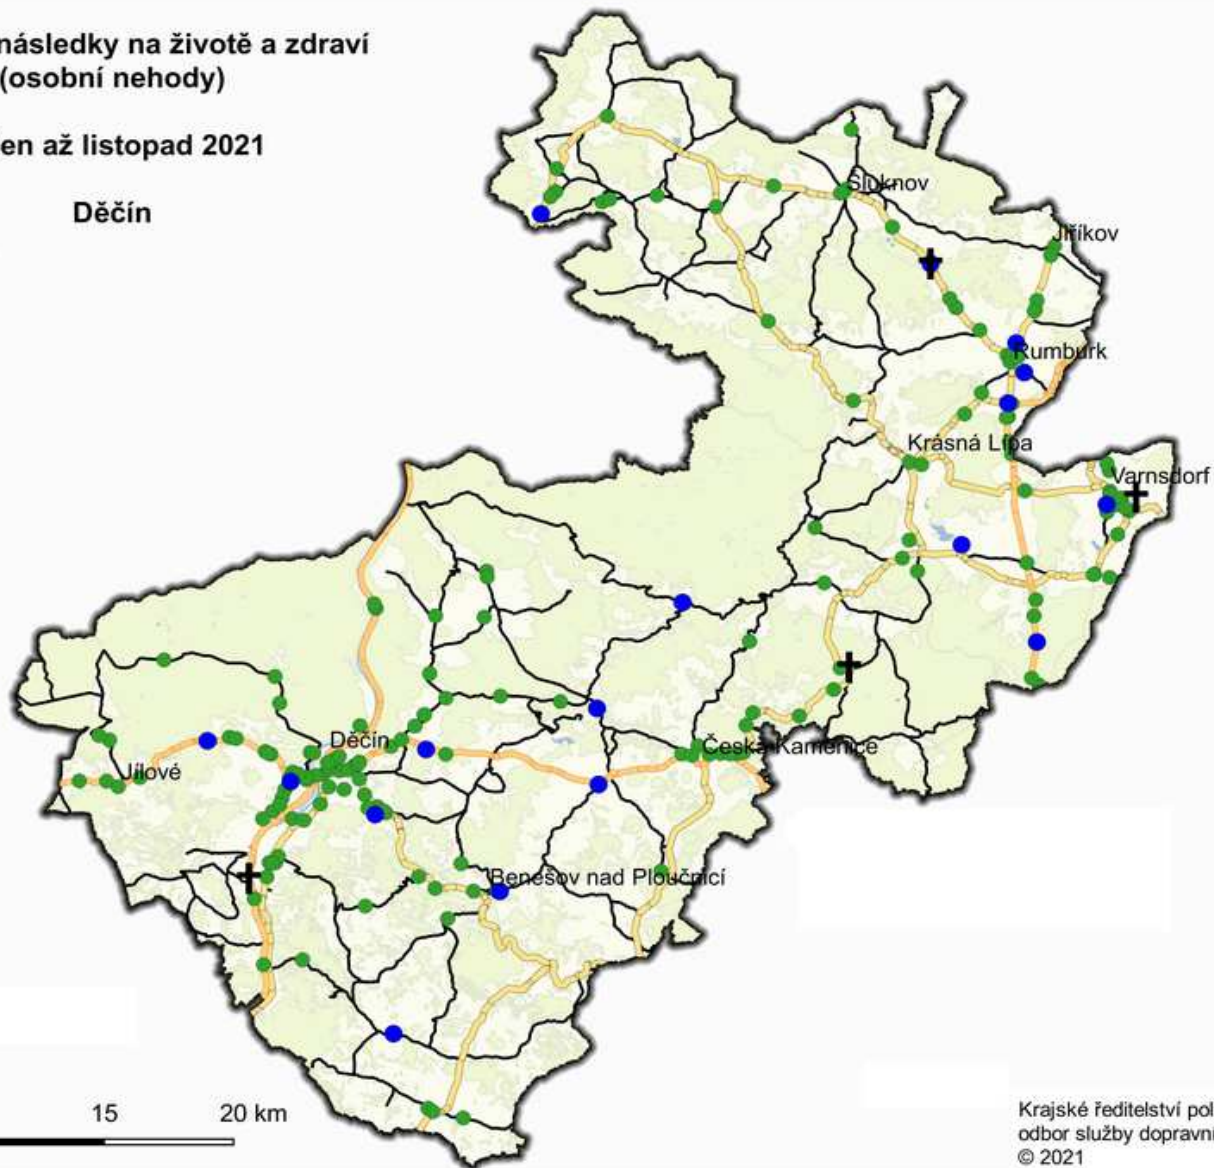 následky na životě a zdraví
(osobní nehody)
en až listopad 2021
Děčín
Šluknov
Jiříkov
Rumburk
Krásná Lípa
Varnsdorf
Děčín
Česká Kamenice
Jílové
Benešov nad Ploučnicí
15 20 km
Krajské ředitelství pol
odbor služby dopravní
© 2021